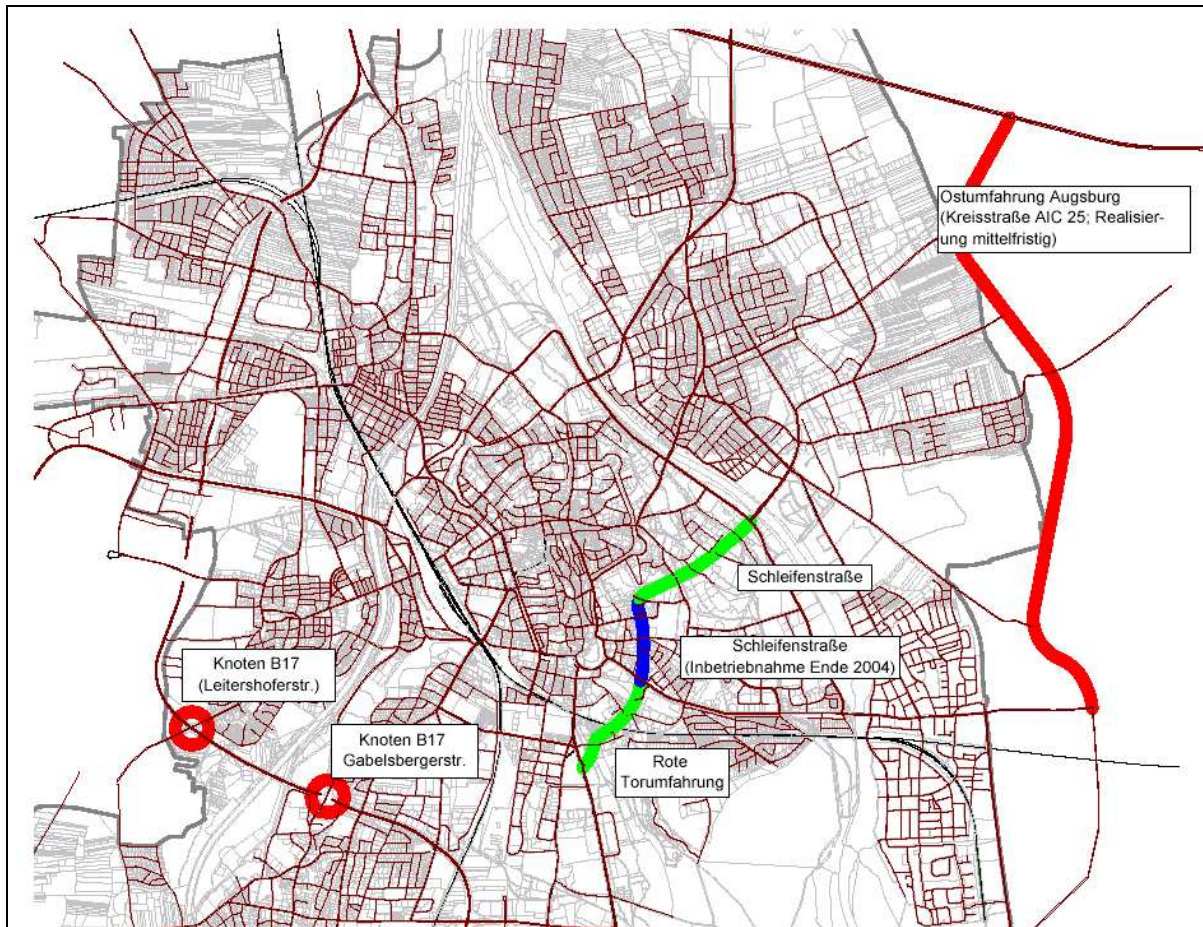 Ostumfahrung Augsburg
(Kreisstraße AIC 25; Realisier-
ung mittelfristig)
Schleifenstraße
Schleifenstraße
(Inbetriebnahme Ende 2004)
Knoten B17
(Leitershoferstr.)
Knoten B17
Gabelsbergerstr.
Rote
Torumfahrung